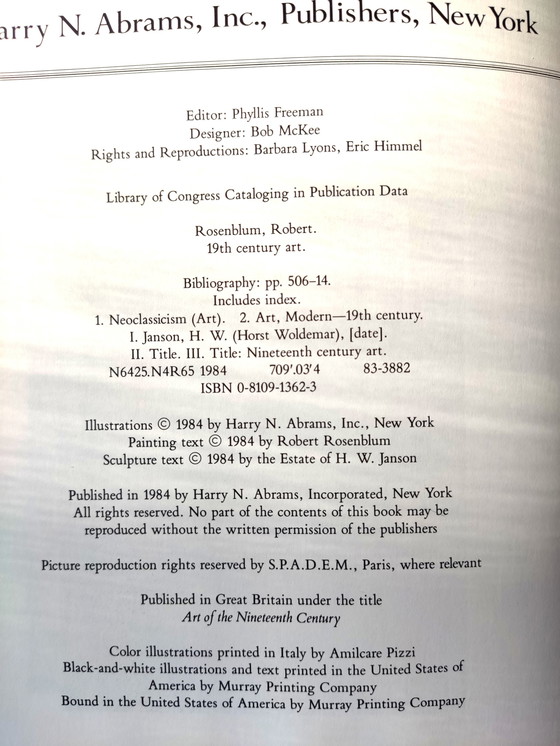 arry N. Abrams, Inc., Publishers, New York
Editor: Phyllis Freeman
Designer: Bob McKee
Rights and Reproductions: Barbara Lyons, Eric Himmel
Library of Congress Cataloging in Publication Data
Rosenblum, Robert.
19th century art.
Bibliography: pp. 506–14.
Includes index.
1. Neoclassicism (Art). 2. Art, Modern—19th century.
I. Janson, H. W. (Horst Woldemar), [date].
II. Title. III. Title: Nineteenth century art.
N6425.N4R65 1984 709'.03'4 83-3882
ISBN 0-8109-1362-3
Illustrations © 1984 by Harry N. Abrams, Inc., New York
Painting text © 1984 by Robert Rosenblum
Sculpture text © 1984 by the Estate of H. W. Janson
Published in 1984 by Harry N. Abrams, Incorporated, New York
All rights reserved. No part of the contents of this book may be
reproduced without the written permission of the publishers
Picture reproduction rights reserved by S.P.A.D.E.M., Paris, where relevant
Published in Great Britain under the title
Art of the Nineteenth Century
Color illustrations printed in Italy by Amilcare Pizzi
Black-and-white illustrations and text printed in the United States of
America by Murray Printing Company
Bound in the United States of America by Murray Printing Company